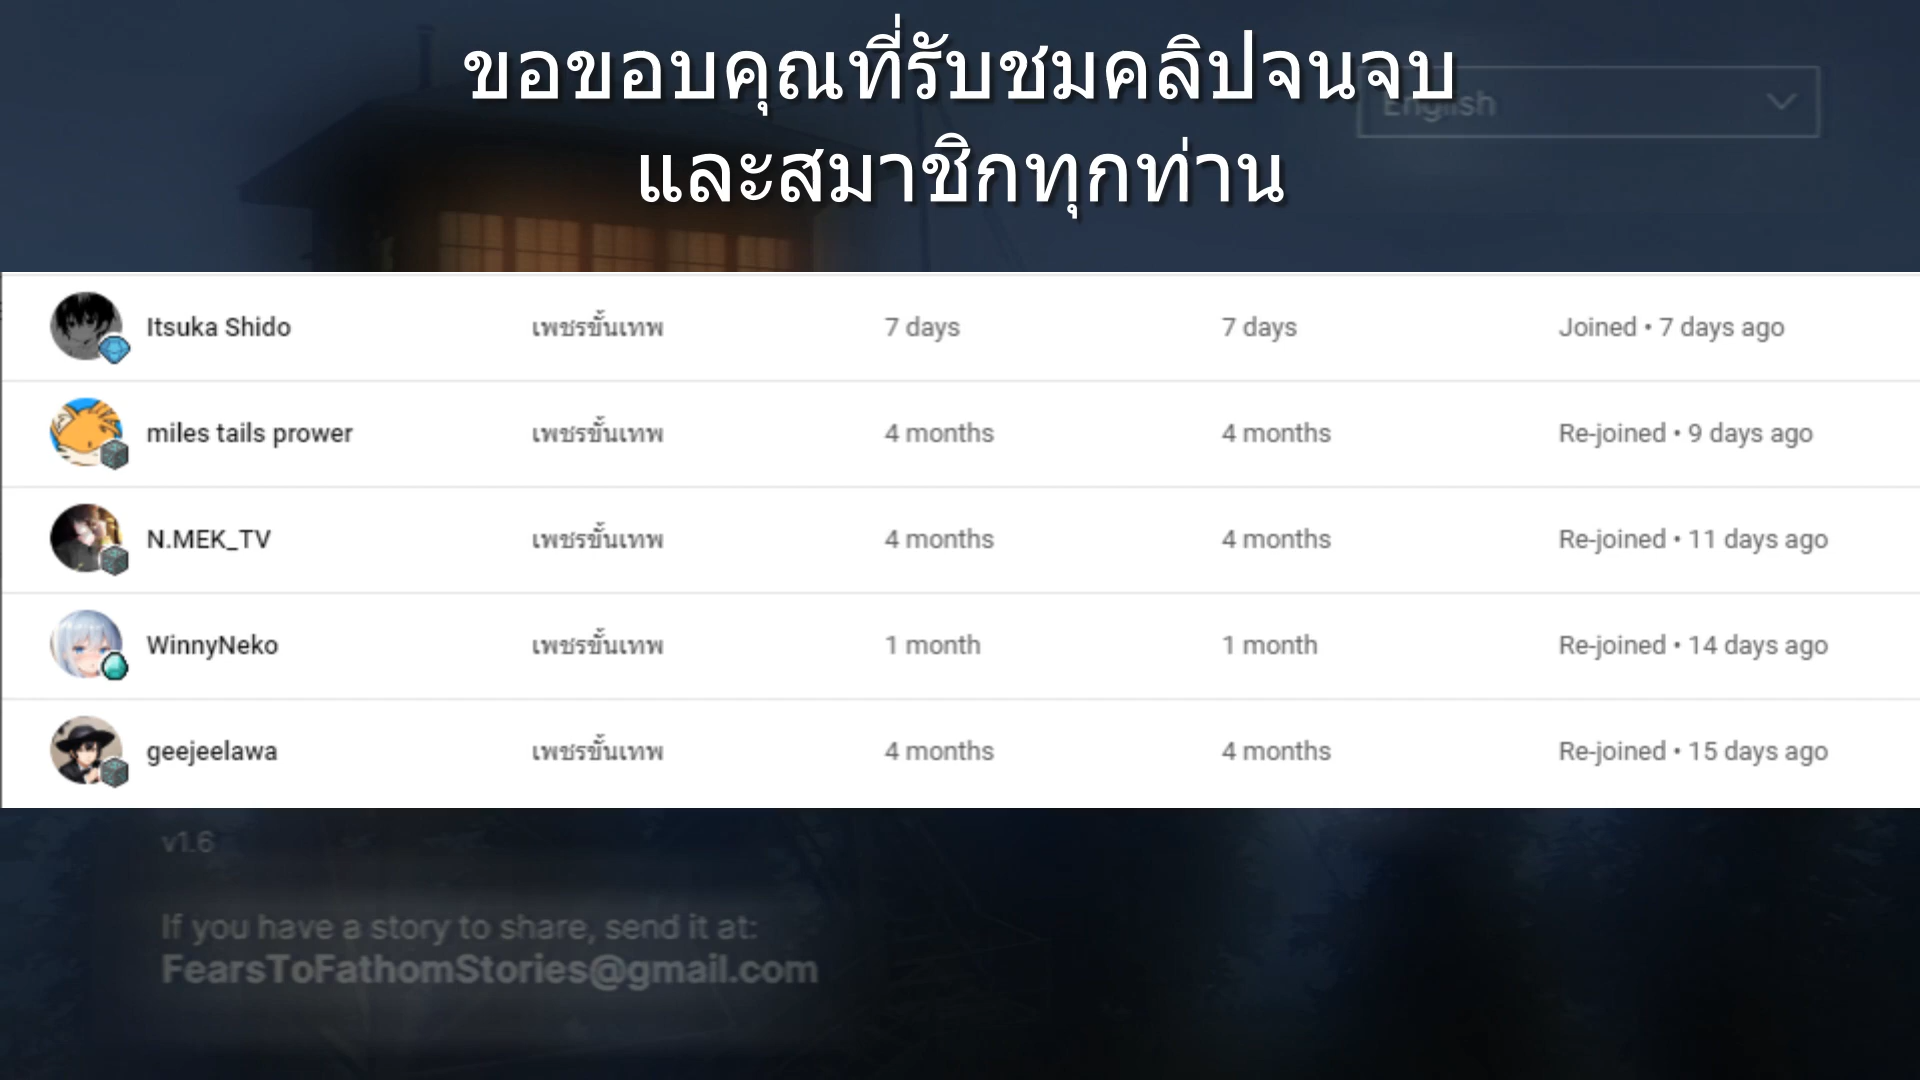 ขอขอบคุณที่รับชมคลิปจนจบ
English
และสมาชิกทุกท่าน
Itsuka Shido เพชรขั้นเทพ 7 days 7 days Joined • 7 days ago
miles tails prower เพชรขั้นเทพ 4 months 4 months Re-joined • 9 days ago
N.MEK_TV เพชรขั้นเทพ 4 months 4 months Re-joined • 11 days ago
WinnyNeko เพชรขั้นเทพ 1 month 1 month Re-joined • 14 days ago
geejeelawa เพชรขั้นเทพ 4 months 4 months Re-joined • 15 days ago
v1.6
If you have a story to share, send it at:
FearsToFathomStories@gmail.com